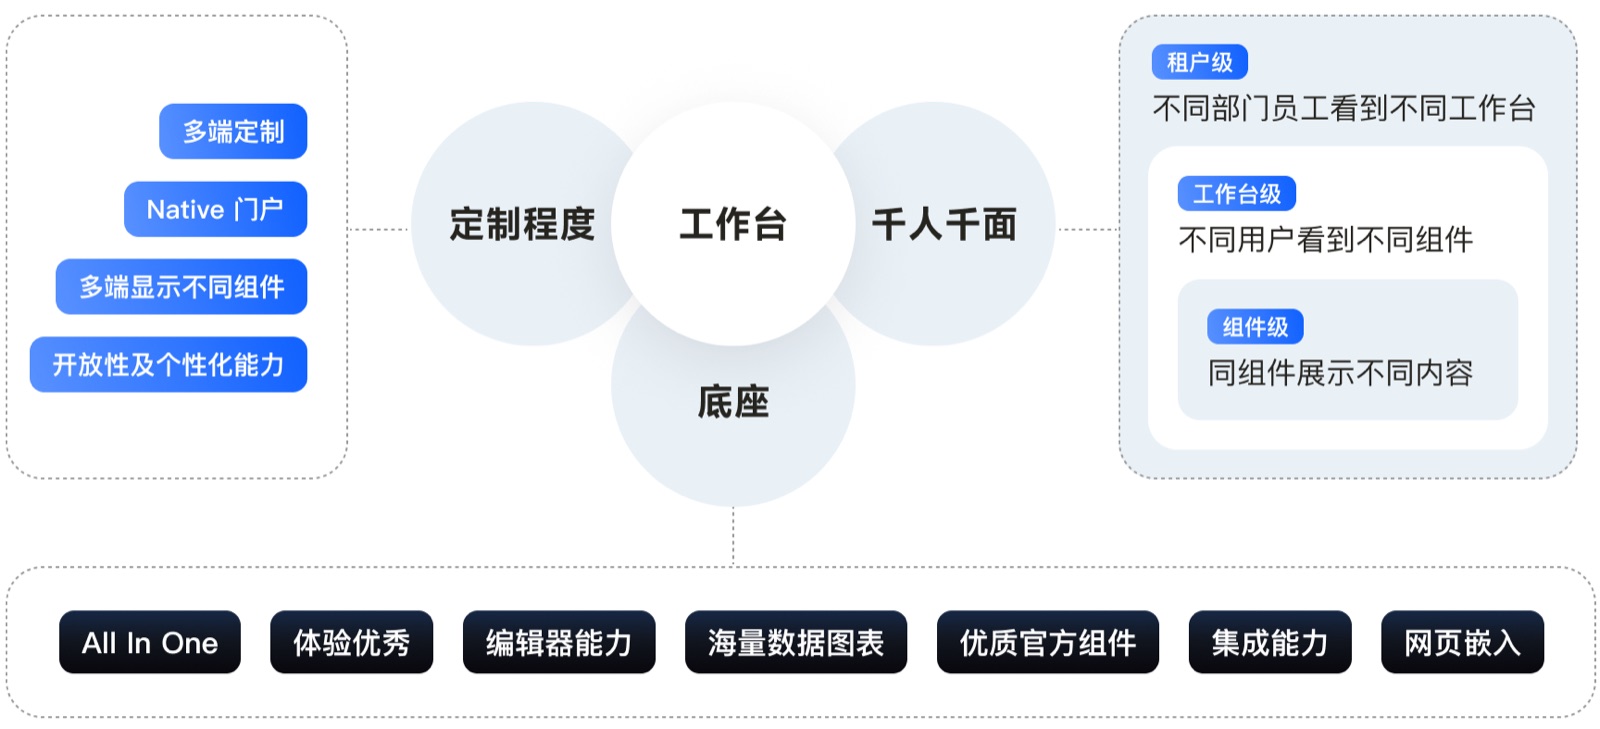 多端定制
Native 门户
多端显示不同组件
开放性及个性化能力
定制程度
工作台
千人千面
底座
租户级
不同部门员工看到不同工作台
工作台级
不同用户看到不同组件
组件级
同组件展示不同内容
All In One
体验优秀
编辑器能力
海量数据图表
优质官方组件
集成能力
网页嵌入